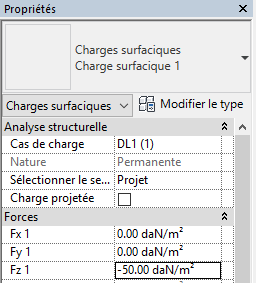 Propriétés
Charges surfaciques
Charge surfacique 1
Charges surfaciques
Modifier le type
Analyse structurelle
Cas de charge DL1 (1)
Nature Permanente
Sélectionner le se... Projet
Charge projetée
Forces
Fx 1 0.00 daN/m²
Fy 1 0.00 daN/m²
Fz 1 -50.00 daN/m²